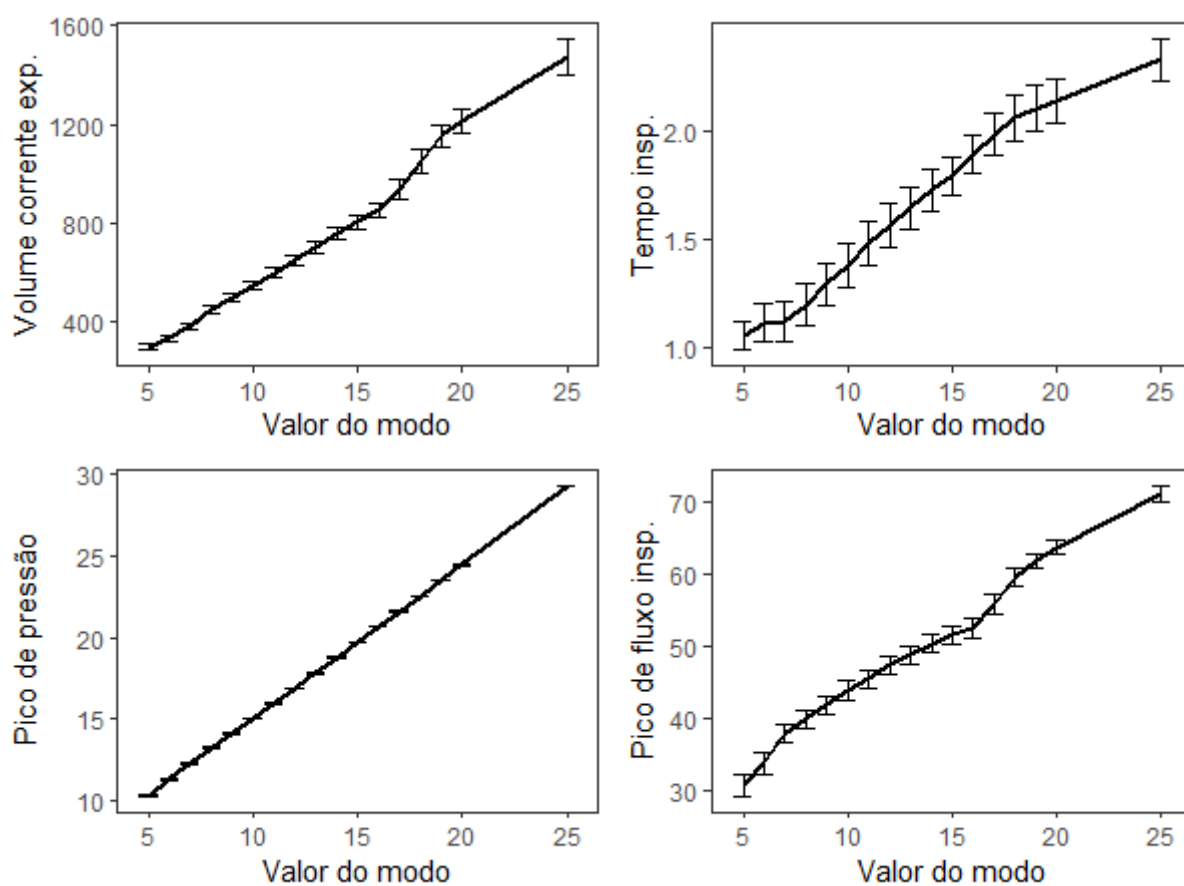 1600
1200
800
400
Volume corrente exp.
5 10 15 20 25
Valor do modo
2.0
1.5
1.0
Tempo insp.
5 10 15 20 25
Valor do modo
30
25
20
15
10
Pico de pressão
5 10 15 20 25
Valor do modo
70
60
50
40
30
Pico de fluxo insp.
5 10 15 20 25
Valor do modo